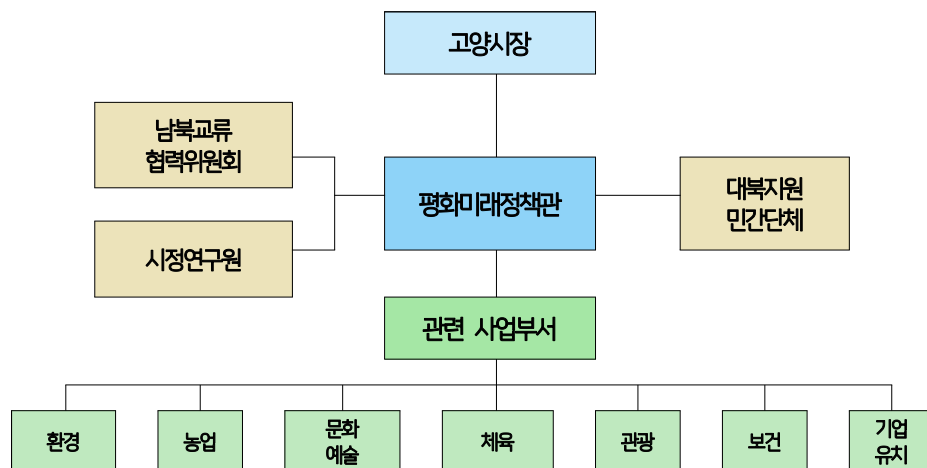 고양시장
남북교류
협력위원회
평화미래정책관
대북지원
민간단체
시정연구원
관련 사업부서
환경
농업
문화
예술
체육
관광
보건
기업
유치